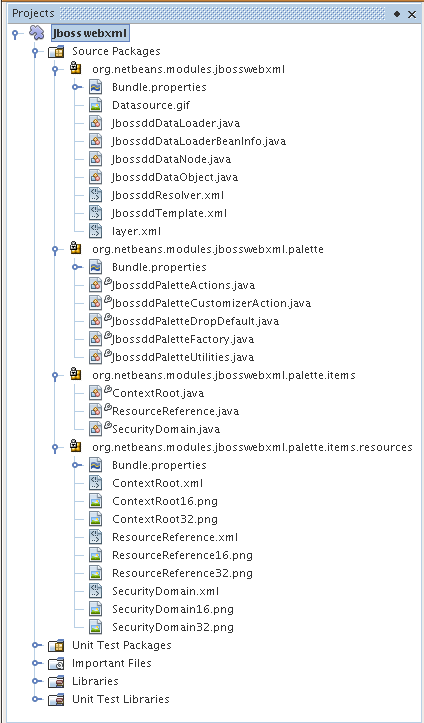 Projects
Jboss webxml
Source Packages
org.netbeans.modules.jbosswebxml
Bundle.properties
Datasource.gif
JbossddDataLoader.java
JbossddDataLoaderBeanInfo.java
JbossddDataNode.java
JbossddDataObject.java
JbossddResolver.xml
JbossddTemplate.xml
layer.xml
org.netbeans.modules.jbosswebxml.palette
Bundle.properties
JbossddPaletteActions.java
JbossddPaletteCustomizerAction.java
JbossddPaletteDropDefault.java
JbossddPaletteFactory.java
JbossddPaletteUtilities.java
org.netbeans.modules.jbosswebxml.palette.items
ContextRoot.java
ResourceReference.java
SecurityDomain.java
org.netbeans.modules.jbosswebxml.palette.items.resources
Bundle.properties
ContextRoot.xml
ContextRoot16.png
ContextRoot32.png
ResourceReference.xml
ResourceReference16.png
ResourceReference32.png
SecurityDomain.xml
SecurityDomain16.png
SecurityDomain32.png
Unit Test Packages
Important Files
Libraries
Unit Test Libraries